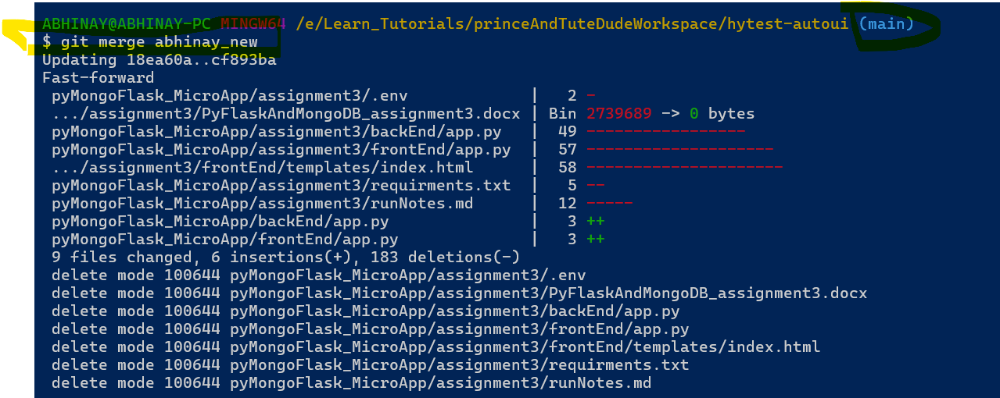 ABHINAY@ABHINAY-PC MINGW64 /e/Learn_Tutorials/princeAndTuteDudeWorkspace/hytest-autoui (main)
$ git merge abhinay_new
Updating 18ea60a..cf893ba
Fast-forward
 pyMongoFlask_MicroApp/assignment3/.env             |   2 -
 .../assignment3/PyFlaskAndMongoDB_assignment3.docx | Bin 2739689 -> 0 bytes
 pyMongoFlask_MicroApp/assignment3/backEnd/app.py   |  49 -----------------
 pyMongoFlask_MicroApp/assignment3/frontEnd/app.py  |  57 --------------------
 .../assignment3/frontEnd/templates/index.html      |  58 ---------------------
 pyMongoFlask_MicroApp/assignment3/requirments.txt  |   5 --
 pyMongoFlask_MicroApp/assignment3/runNotes.md      |  12 -----
 pyMongoFlask_MicroApp/backEnd/app.py               |   3 ++
 pyMongoFlask_MicroApp/frontEnd/app.py              |   3 ++
 9 files changed, 6 insertions(+), 183 deletions(-)
 delete mode 100644 pyMongoFlask_MicroApp/assignment3/.env
 delete mode 100644 pyMongoFlask_MicroApp/assignment3/PyFlaskAndMongoDB_assignment3.docx
 delete mode 100644 pyMongoFlask_MicroApp/assignment3/backEnd/app.py
 delete mode 100644 pyMongoFlask_MicroApp/assignment3/frontEnd/app.py
 delete mode 100644 pyMongoFlask_MicroApp/assignment3/frontEnd/templates/index.html
 delete mode 100644 pyMongoFlask_MicroApp/assignment3/requirments.txt
 delete mode 100644 pyMongoFlask_MicroApp/assignment3/runNotes.md